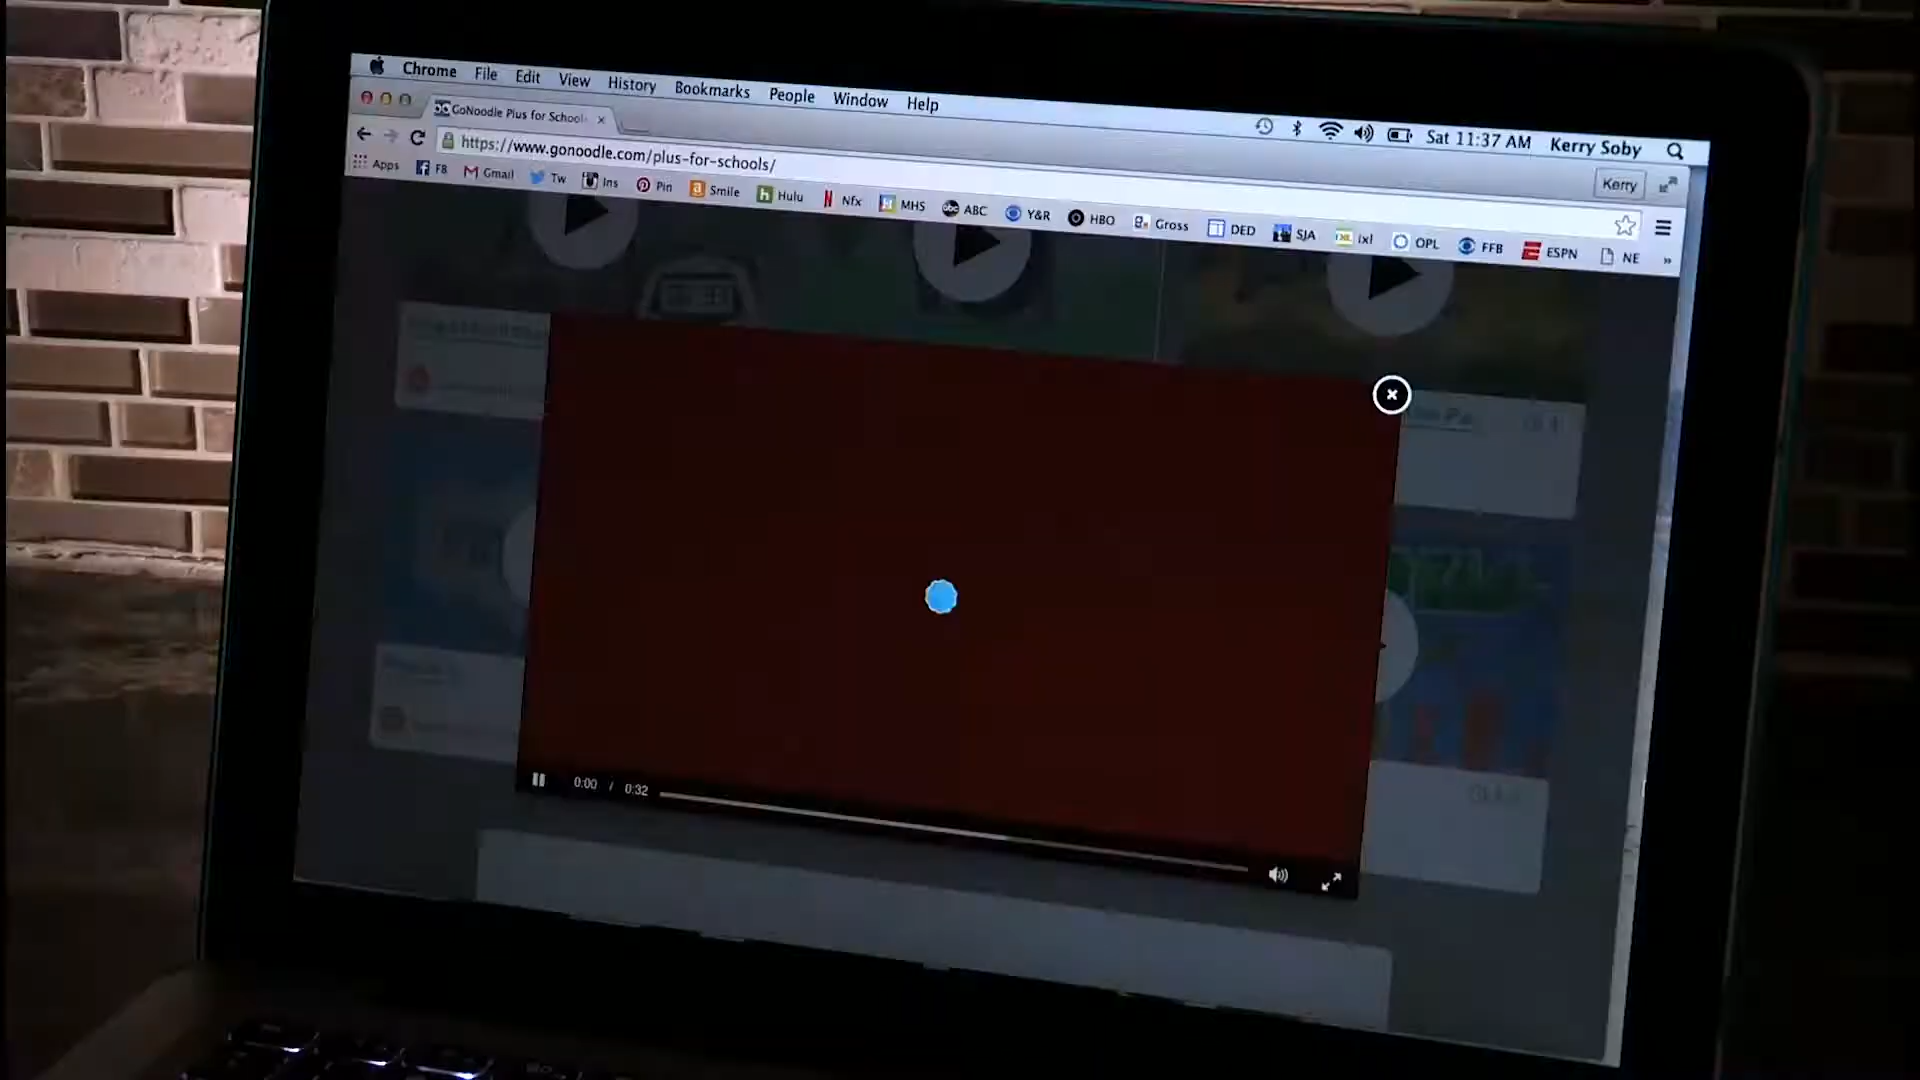 Chrome File Edit View History Bookmarks People Window Help
Sat 11:37 AM Kerry Soby
GoNoodle Plus for School
Kerry
https://www.gonoodle.com/plus-for-schools/
Apps FB Gmail Tw Ins Pin Smile Hulu Nfx MHS ABC Y&R HBO Gross DED SJA ixl OPL FFB ESPN NE »
0:00 / 0:32